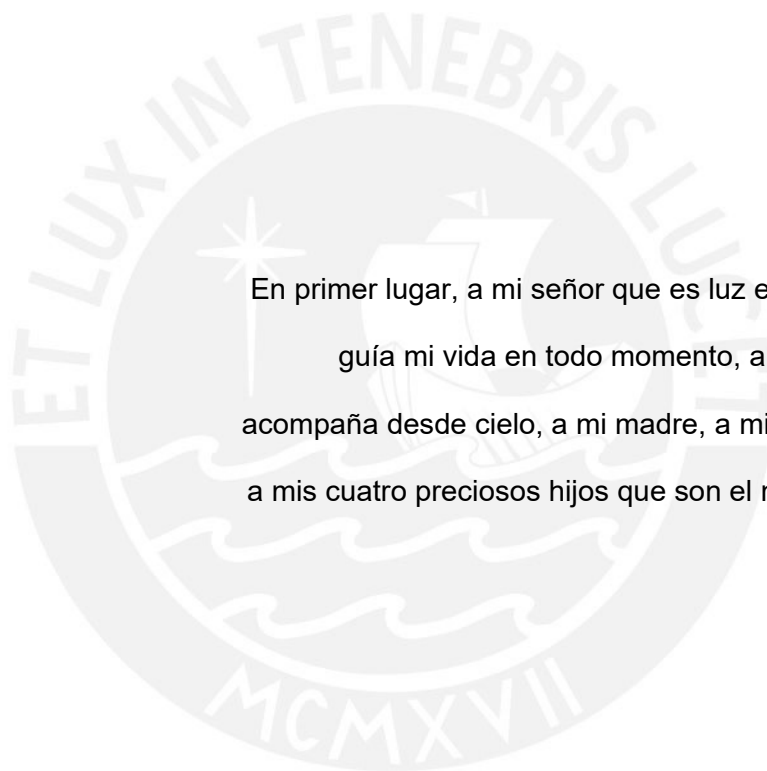 ET LUX IN TENEBRIS LUCET
En primer lugar, a mi señor que es luz
guía mi vida en todo momento, a
acompaña desde cielo, a mi madre, a mi
a mis cuatro preciosos hijos que son el
MCMXVII